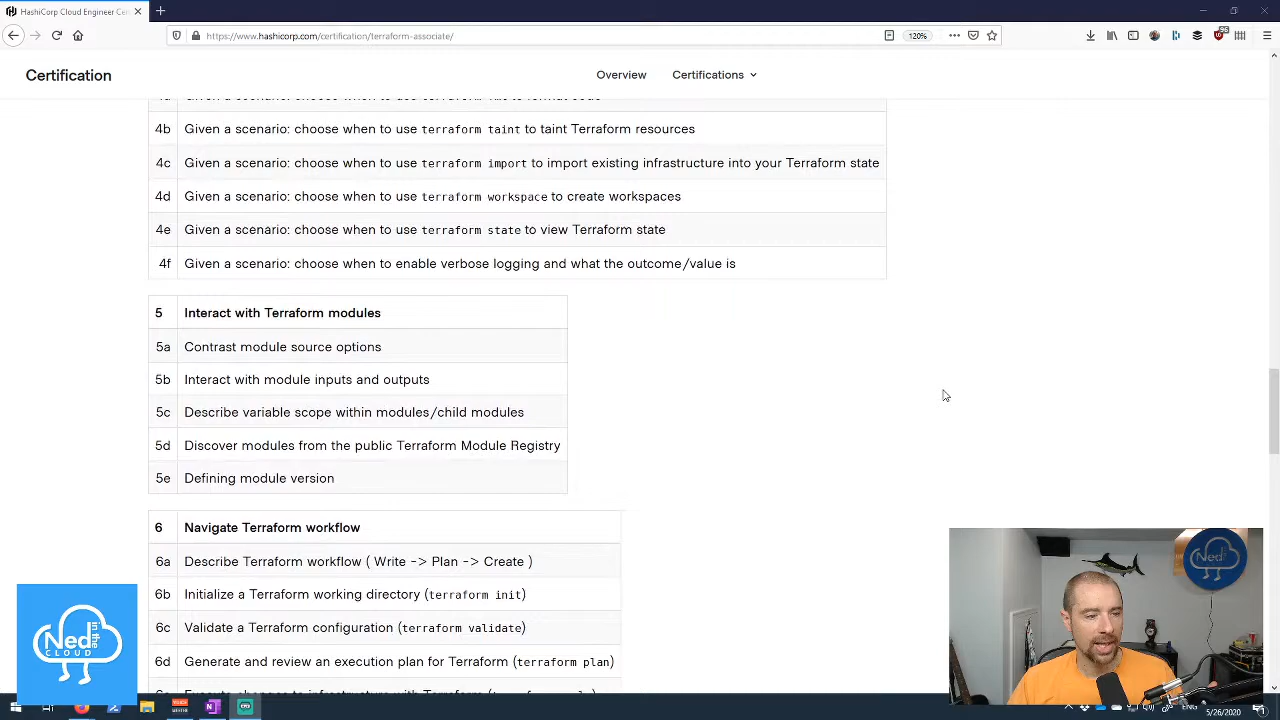 HashiCorp Cloud Engineer Cer
https://www.hashicorp.com/certification/terraform-associate/
120%
96
Certification
Overview
Certifications
4b Given a scenario: choose when to use terraform taint to taint Terraform resources
4c Given a scenario: choose when to use terraform import to import existing infrastructure into your Terraform state
4d Given a scenario: choose when to use terraform workspace to create workspaces
4e Given a scenario: choose when to use terraform state to view Terraform state
4f Given a scenario: choose when to enable verbose logging and what the outcome/value is
5 Interact with Terraform modules
5a Contrast module source options
5b Interact with module inputs and outputs
5c Describe variable scope within modules/child modules
5d Discover modules from the public Terraform Module Registry
5e Defining module version
6 Navigate Terraform workflow
6a Describe Terraform workflow ( Write -> Plan -> Create )
6b Initialize a Terraform working directory (terraform init)
6c Validate a Terraform configuration (terraform validate)
6d Generate and review an execution plan for Terraform (terraform plan)
Ned in the CLOUD
Ned
ENG
5/26/2020